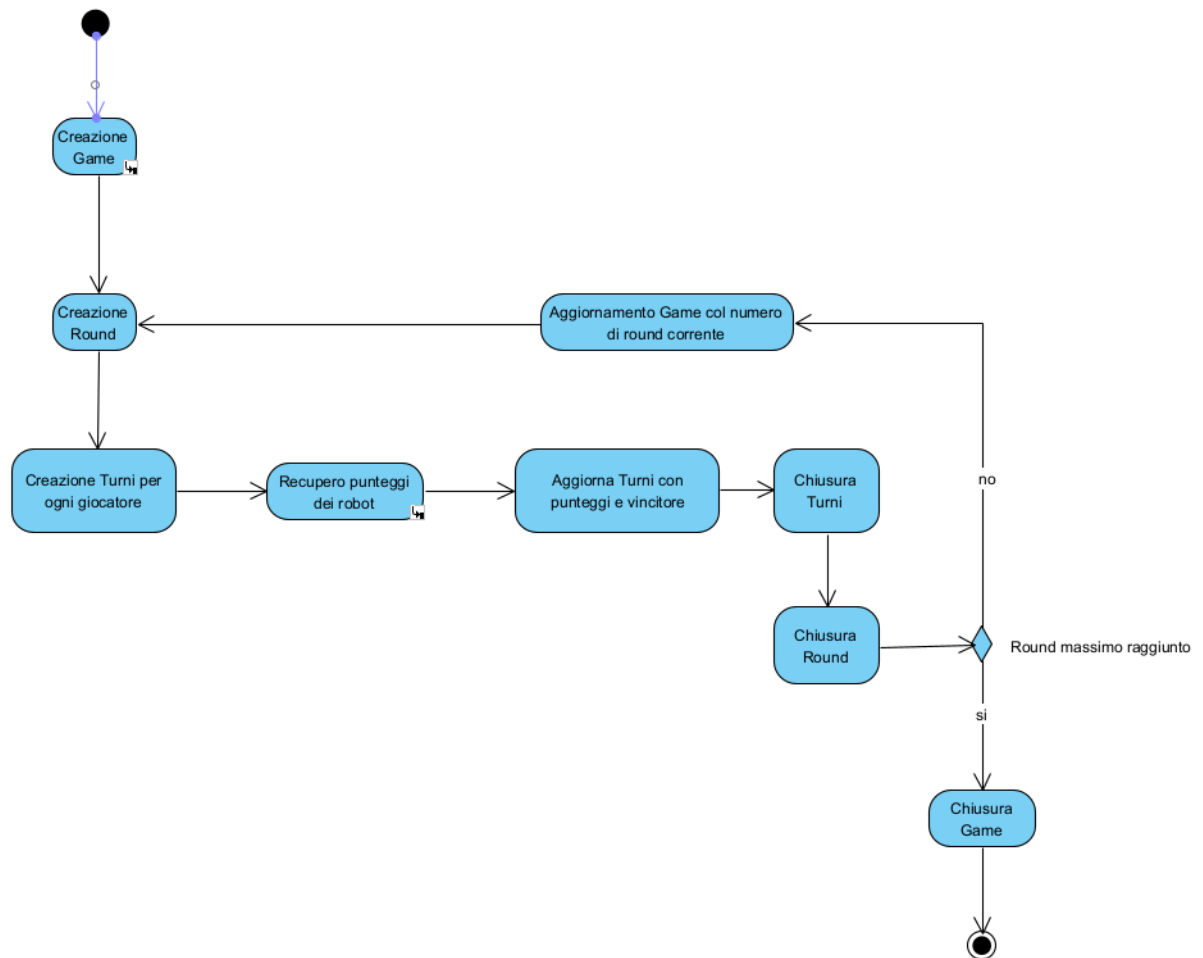 Creazione
Game
Creazione
Round
Aggiornamento Game col numero
di round corrente
Creazione Turni per
ogni giocatore
Recupero punteggi
dei robot
Aggiorna Turni con
punteggi e vincitore
Chiusura
Turni
no
Chiusura
Round
Round massimo raggiunto
si
Chiusura
Game